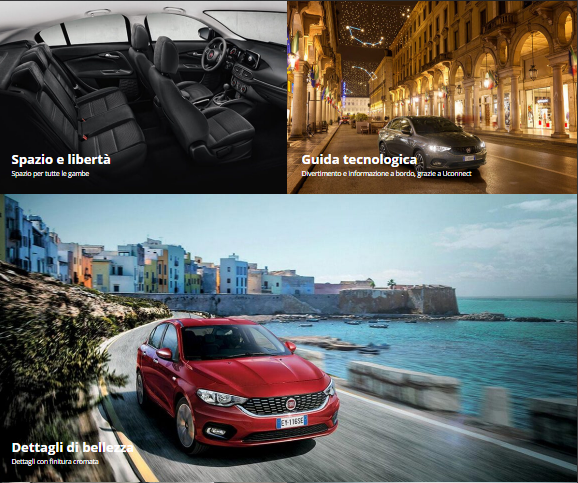 Spazio e libertà
Spazio per tutte le gambe
Guida tecnologica
Divertimento e Informazione a bordo, grazie a Uconnect
Dettagli di bellezza
Dettagli con finitura cromata